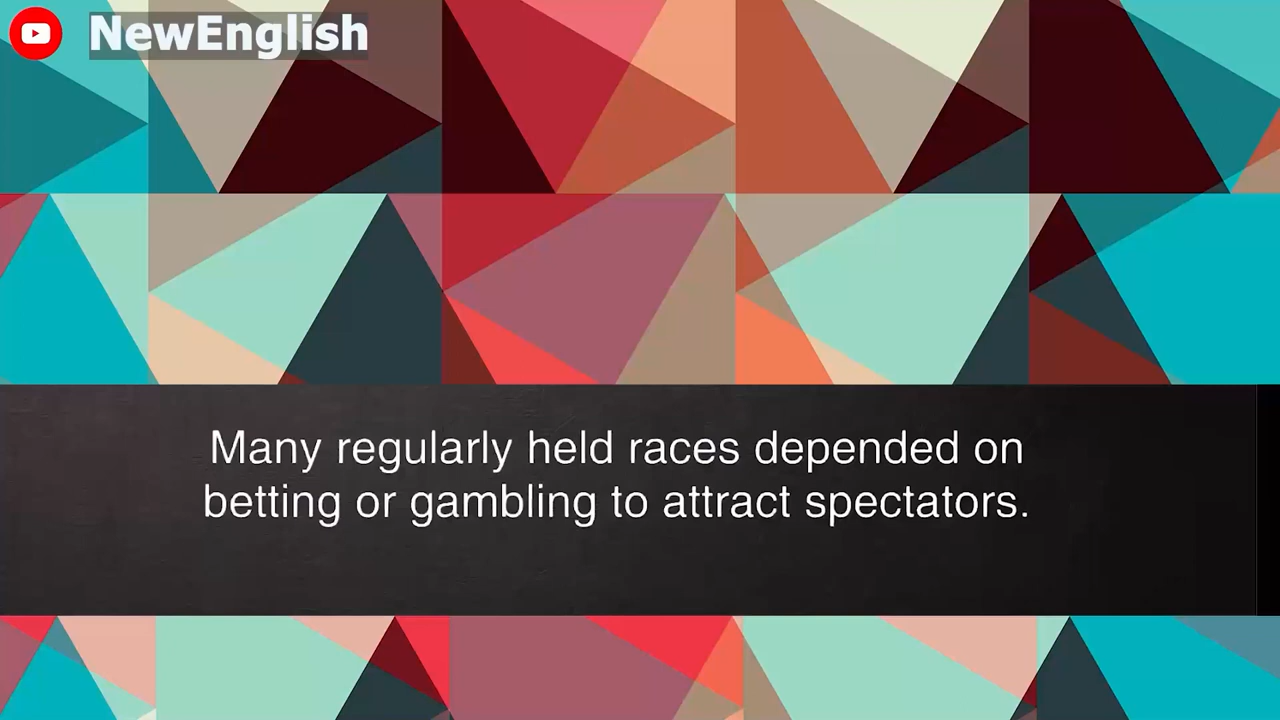 NewEnglish
Many regularly held races depended on
betting or gambling to attract spectators.